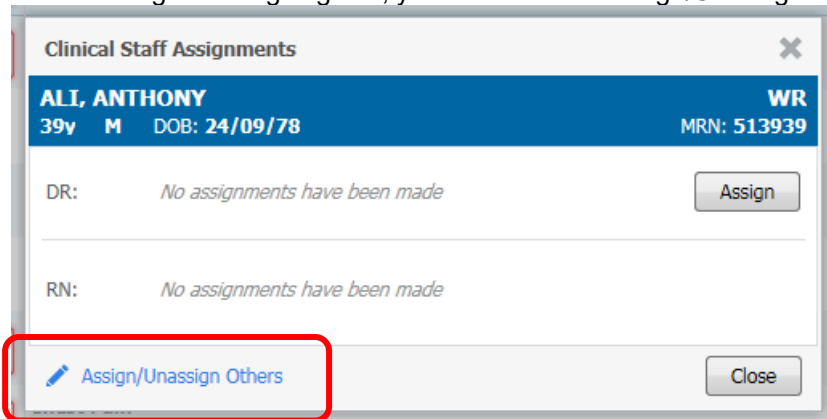 Clinical Staff Assignments
ALI, ANTHONY WR
39y M DOB: 24/09/78 MRN: 513939
DR: No assignments have been made Assign
RN: No assignments have been made
Assign/Unassign Others Close